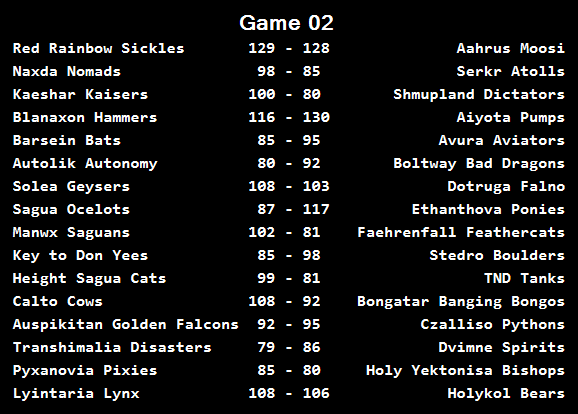 Game 02
Red Rainbow Sickles 129 - 128 Aahrus Moosi
Naxda Nomads 98 - 85 Serkr Atolls
Kaeshar Kaisers 100 - 80 Shmupland Dictators
Blanaxon Hammers 116 - 130 Aiyota Pumps
Barsein Bats 85 - 95 Avura Aviators
Autolik Autonomy 80 - 92 Boltway Bad Dragons
Solea Geysers 108 - 103 Dotruga Falno
Sagua Ocelots 87 - 117 Ethanthova Ponies
Manwx Saguans 102 - 81 Faehrenfall Feathercats
Key to Don Yees 85 - 98 Stedro Boulders
Height Sagua Cats 99 - 81 TND Tanks
Calto Cows 108 - 92 Bongatar Banging Bongos
Auspikitan Golden Falcons 92 - 95 Czalliso Pythons
Transhimalia Disasters 79 - 86 Dvimne Spirits
Pyxanovia Pixies 85 - 80 Holy Yektonisa Bishops
Lyintaria Lynx 108 - 106 Holykol Bears